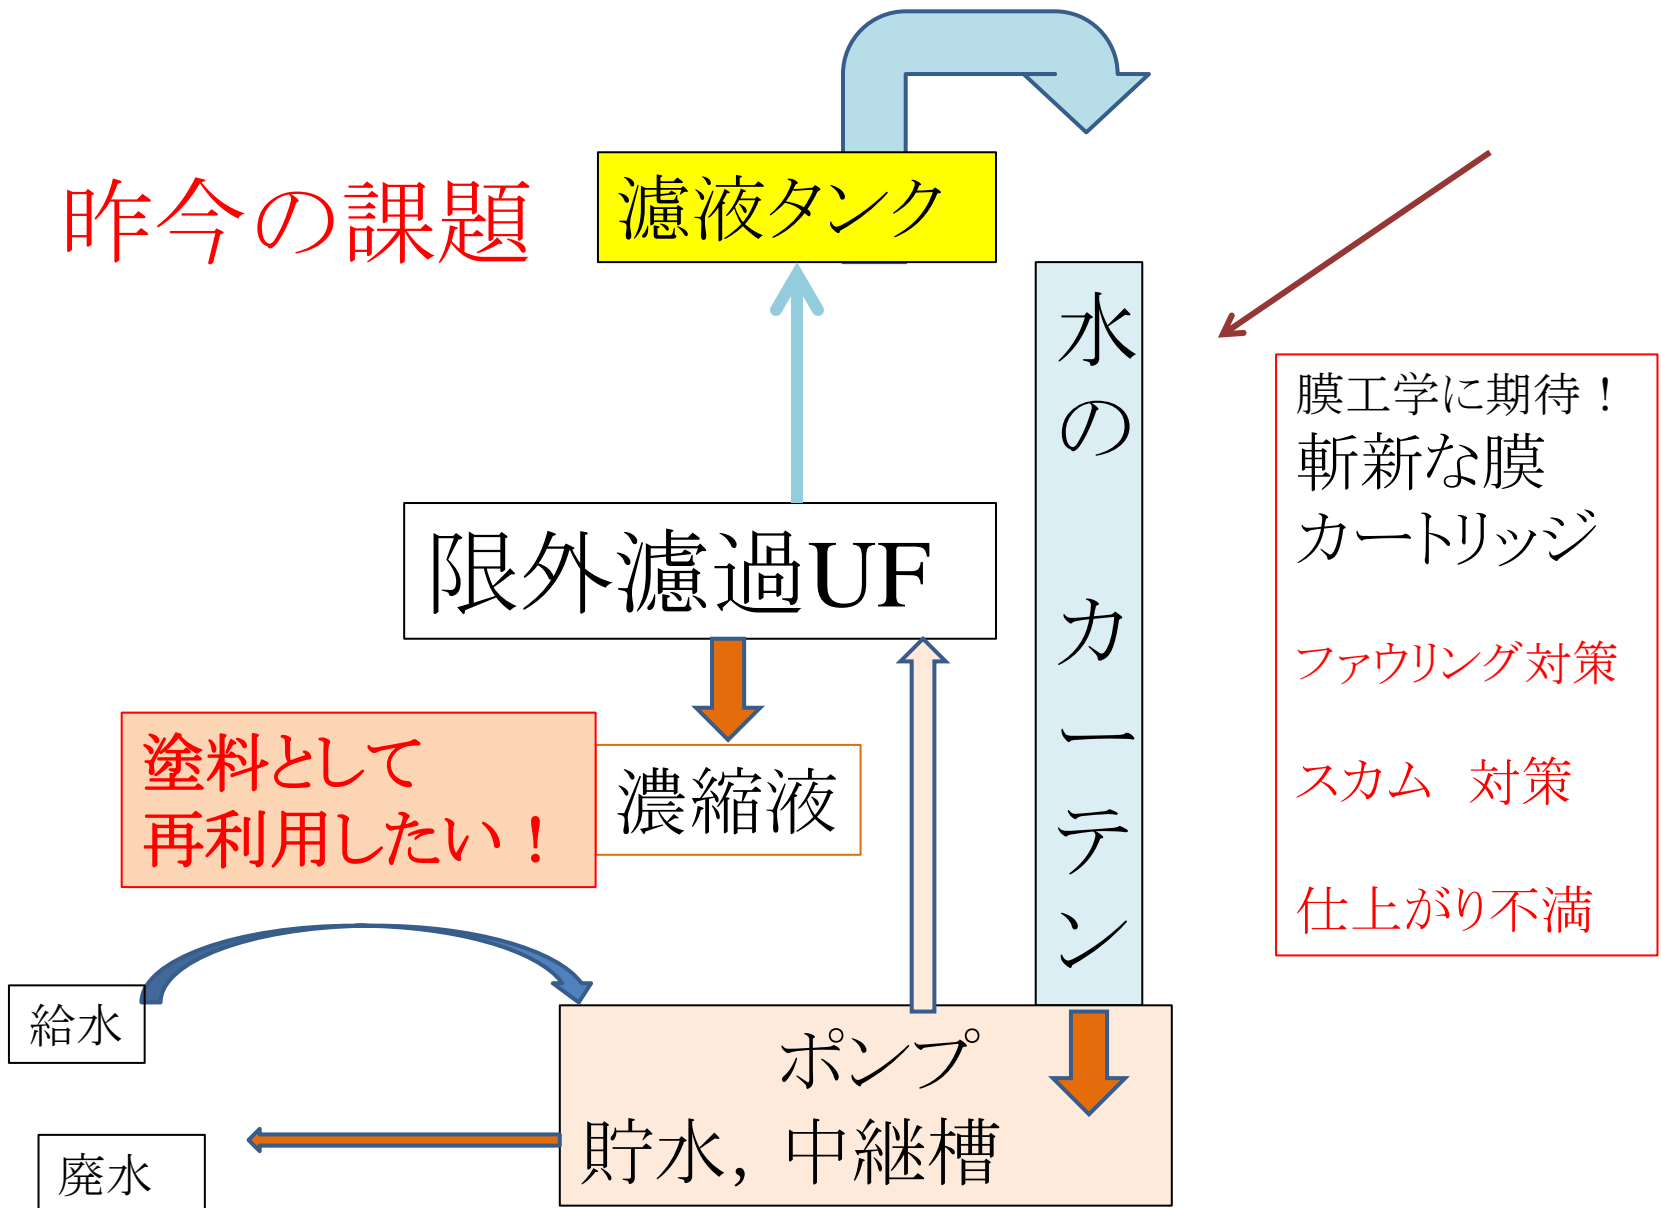 昨今の課題
濾液タンク
水の カーテン
膜工学に期待！
斬新な膜
カートリッジ
ファウリング対策
スカム 対策
仕上がり不満
限外濾過UF
塗料として
再利用したい！
濃縮液
給水
ポンプ
貯水，中継槽
廃水